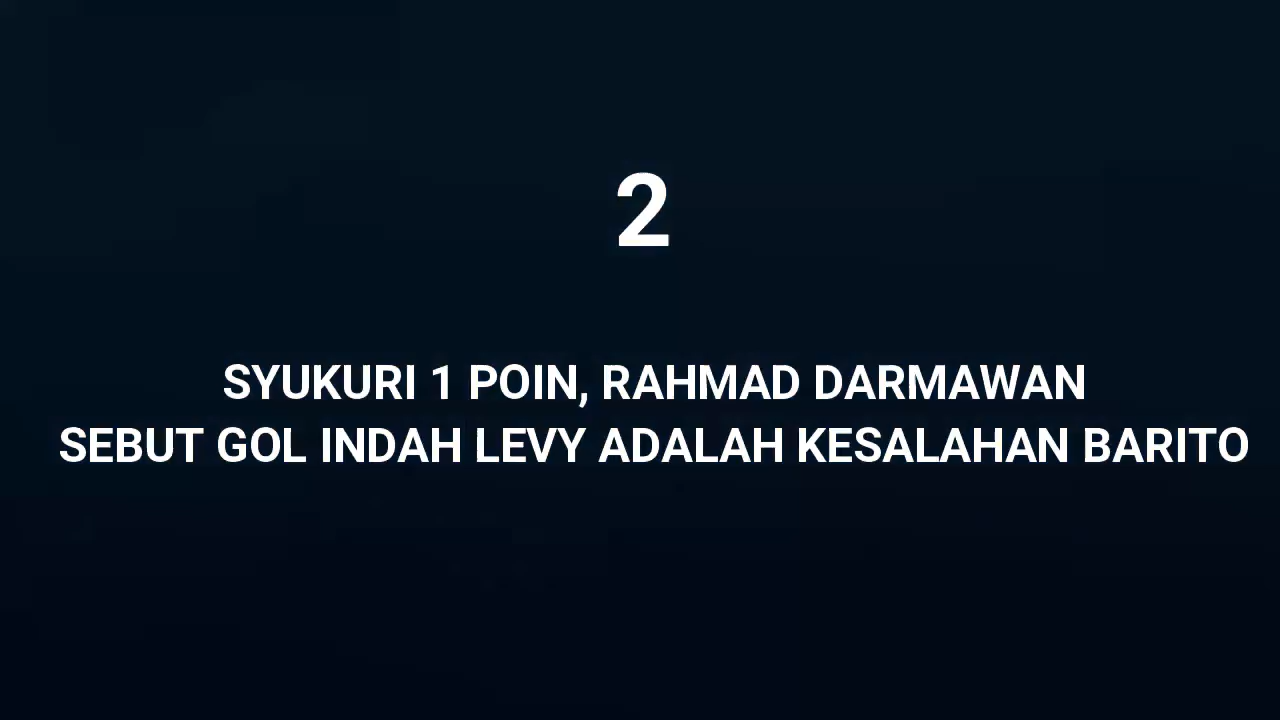 2
SYUKURI 1 POIN, RAHMAD DARMAWAN
SEBUT GOL INDAH LEVY ADALAH KESALAHAN BARITO